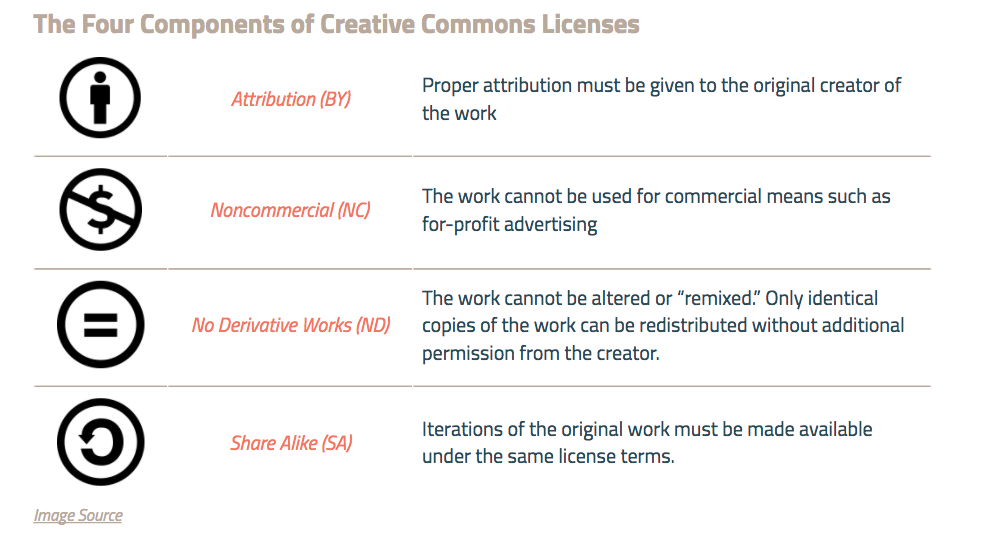 The Four Components of Creative Commons Licenses
Attribution (BY)
Proper attribution must be given to the original creator of
the work
$
Noncommercial (NC)
The work cannot be used for commercial means such as
for-profit advertising
=
No Derivative Works (ND)
The work cannot be altered or “remixed.” Only identical
copies of the work can be redistributed without additional
permission from the creator.
Share Alike (SA)
Iterations of the original work must be made available
under the same license terms.
Image Source